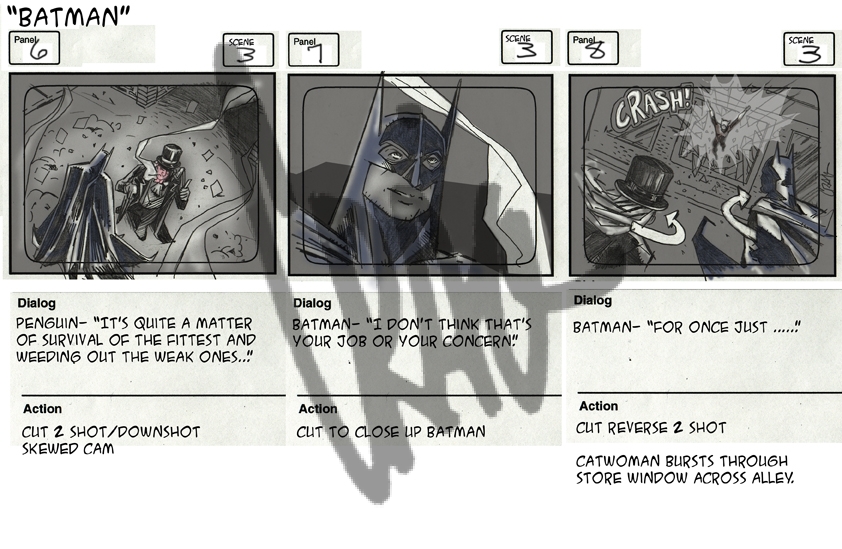 "BATMAN"
Panel 6
SCENE 3
Panel 7
SCENE 3
Panel 8
SCENE 3
CRASH!
Dialog
PENGUIN- "IT'S QUITE A MATTER
OF SURVIVAL OF THE FITTEST AND
WEEDING OUT THE WEAK ONES..."
Action
CUT 2 SHOT/DOWNSHOT
SKEWED CAM
Dialog
BATMAN- "I DON'T THINK THAT'S
YOUR JOB OR YOUR CONCERN."
Action
CUT TO CLOSE UP BATMAN
Dialog
BATMAN- "FOR ONCE JUST ....."
Action
CUT REVERSE 2 SHOT
CATWOMAN BURSTS THROUGH
STORE WINDOW ACROSS ALLEY.